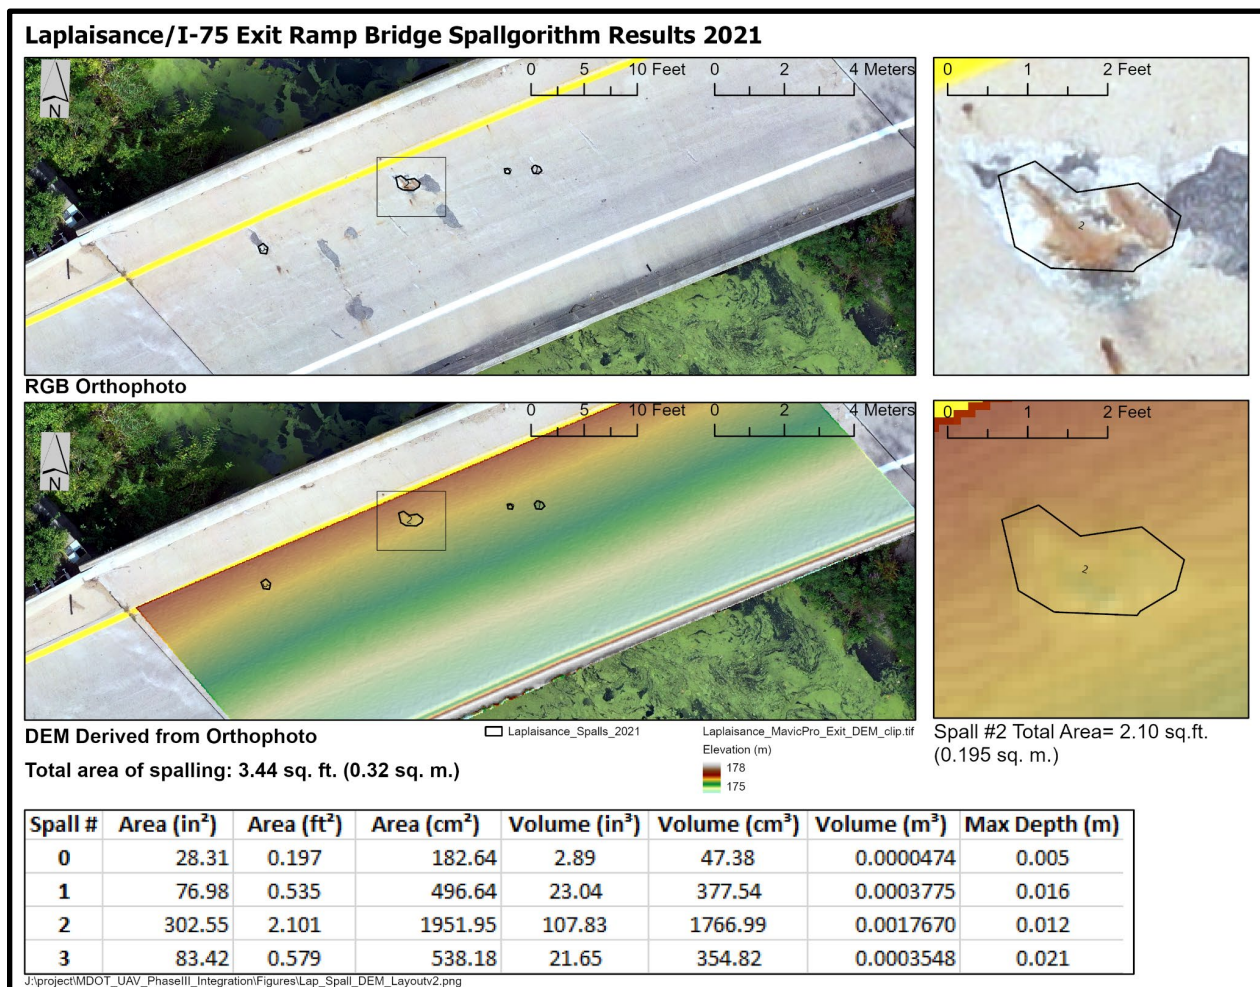 Laplaisance/I-75 Exit Ramp Bridge Spallgorithm Results 2021
N
0 5 10 Feet 0 2 4 Meters
0 1 2 Feet
2
RGB Orthophoto
N
0 5 10 Feet 0 2 4 Meters
0 1 2 Feet
2
2
DEM Derived from Orthophoto
Laplaisance_Spalls_2021
Laplaisance_MavicPro_Exit_DEM_clip.tif
Elevation (m)
178
175
Spall #2 Total Area= 2.10 sq.ft.
(0.195 sq. m.)
Total area of spalling: 3.44 sq. ft. (0.32 sq. m.)
Spall # Area (in²) Area (ft²) Area (cm²) Volume (in³) Volume (cm³) Volume (m³) Max Depth (m)
0 28.31 0.197 182.64 2.89 47.38 0.0000474 0.005
1 76.98 0.535 496.64 23.04 377.54 0.0003775 0.016
2 302.55 2.101 1951.95 107.83 1766.99 0.0017670 0.012
3 83.42 0.579 538.18 21.65 354.82 0.0003548 0.021
J:\project\MDOT_UAV_PhaseIII_Integration\Figures\Lap_Spall_DEM_Layoutv2.png